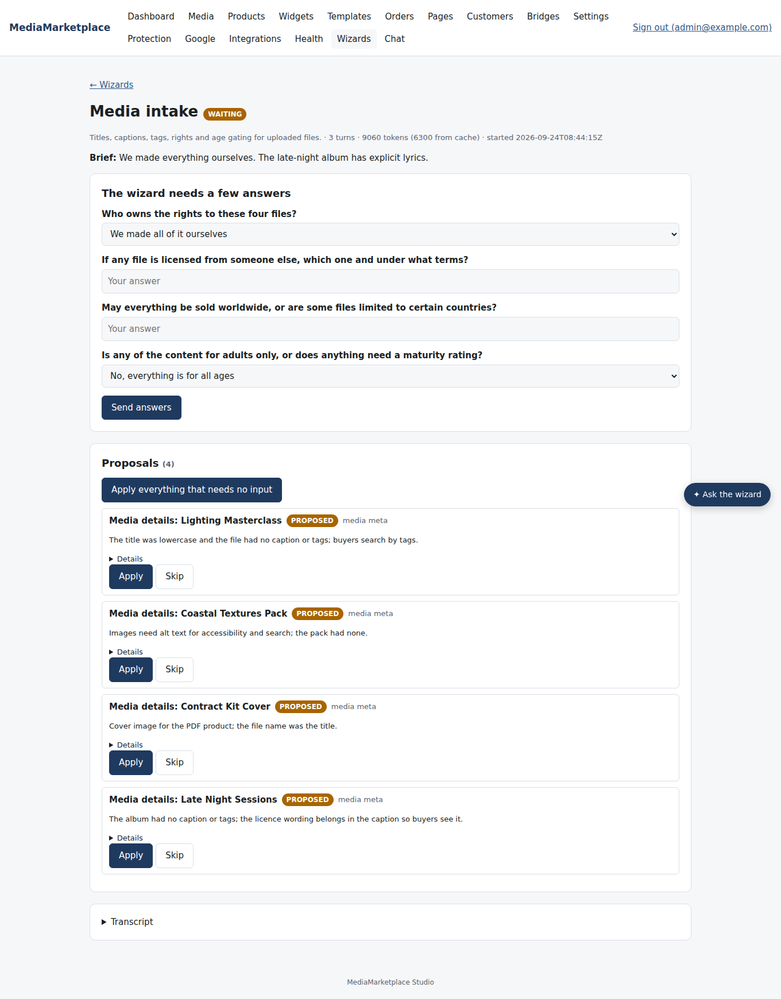 MediaMarketplace
Dashboard Media Products Widgets Templates Orders Pages Customers Bridges Settings
Protection Google Integrations Health Wizards Chat
Sign out (admin@example.com)
← Wizards
Media intake WAITING
Titles, captions, tags, rights and age gating for uploaded files. · 3 turns · 9060 tokens (6300 from cache) · started 2026-09-24T08:44:15Z
Brief: We made everything ourselves. The late-night album has explicit lyrics.
The wizard needs a few answers
Who owns the rights to these four files?
We made all of it ourselves
If any file is licensed from someone else, which one and under what terms?
Your answer
May everything be sold worldwide, or are some files limited to certain countries?
Your answer
Is any of the content for adults only, or does anything need a maturity rating?
No, everything is for all ages
Send answers
Proposals (4)
Apply everything that needs no input
✦ Ask the wizard
Media details: Lighting Masterclass PROPOSED media meta
The title was lowercase and the file had no caption or tags; buyers search by tags.
▶ Details
Apply Skip
Media details: Coastal Textures Pack PROPOSED media meta
Images need alt text for accessibility and search; the pack had none.
▶ Details
Apply Skip
Media details: Contract Kit Cover PROPOSED media meta
Cover image for the PDF product; the file name was the title.
▶ Details
Apply Skip
Media details: Late Night Sessions PROPOSED media meta
The album had no caption or tags; the licence wording belongs in the caption so buyers see it.
▶ Details
Apply Skip
▶ Transcript
MediaMarketplace Studio